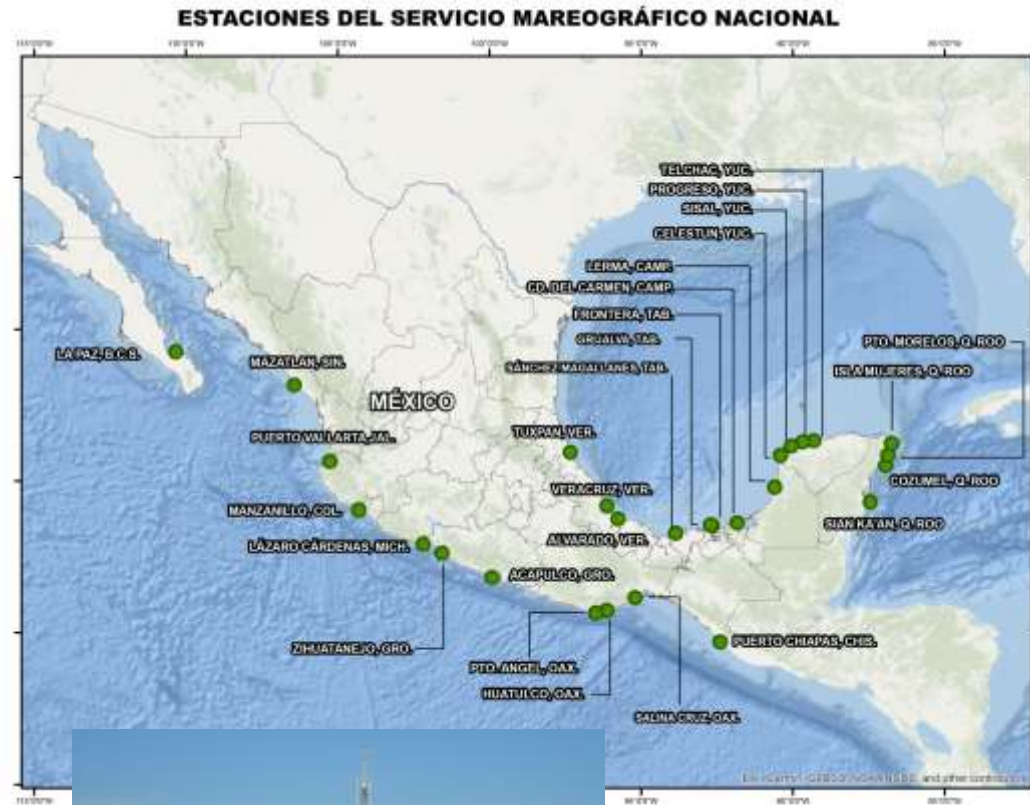 ESTACIONES DEL SERVICIO MAREOGRÁFICO NACIONAL
TELCHAC, YUC.
PROGRESO, YUC.
SISAL, YUC.
CELESTUN, YUC.
LERMA, CAMP.
CD. DEL CARMEN, CAMP.
FRONTERA, TAB.
GRIJALVA, TAB.
SÁNCHEZ MAGALLANES, TAB.
PTO. MORELOS, Q. ROO
ISLA MUJERES, Q. ROO
LA PAZ, B.C.S.
MAZATLAN, SIN.
MÉXICO
PUERTO VALLARTA, JAL.
TUXPAN, VER.
VERACRUZ, VER.
COZUMEL, Q. ROO
MANZANILLO, COL.
SIAN KA'AN, Q. ROO
ALVARADO, VER.
LÁZARO CÁRDENAS, MICH.
ACAPULCO, GRO.
ZIHUATANEJO, GRO.
PUERTO CHIAPAS, CHIS.
PTO. ANGEL, OAX.
HUATULCO, OAX.
SALINA CRUZ, OAX.
and other contributors